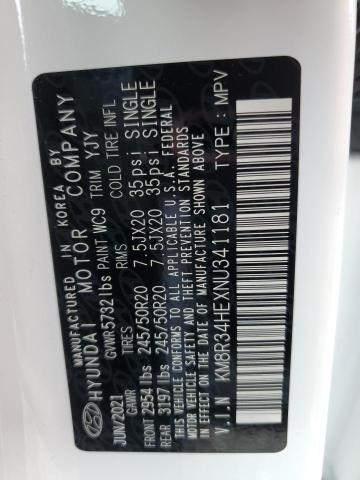 MANUFACTURED IN KOREA BY
HYUNDAI MOTOR COMPANY
GVWR 5732 lbs PAINT WC9 TRIM YJY
JUN/2021 GAWR TIRES RIMS COLD TIRE INFL
FRONT 2954 lbs 245/50R20 7.5JX20 35psi SINGLE
REAR 3197 lbs 245/50R20 7.5JX20 35psi SINGLE
THIS VEHICLE CONFORMS TO ALL APPLICABLE U.S.A. FEDERAL
MOTOR VEHICLE SAFETY AND BUMPER STANDARDS
IN EFFECT ON THE DATE OF MANUFACTURE SHOWN ABOVE
V.I.N KM8R34HEXNU341181 TYPE : MPV